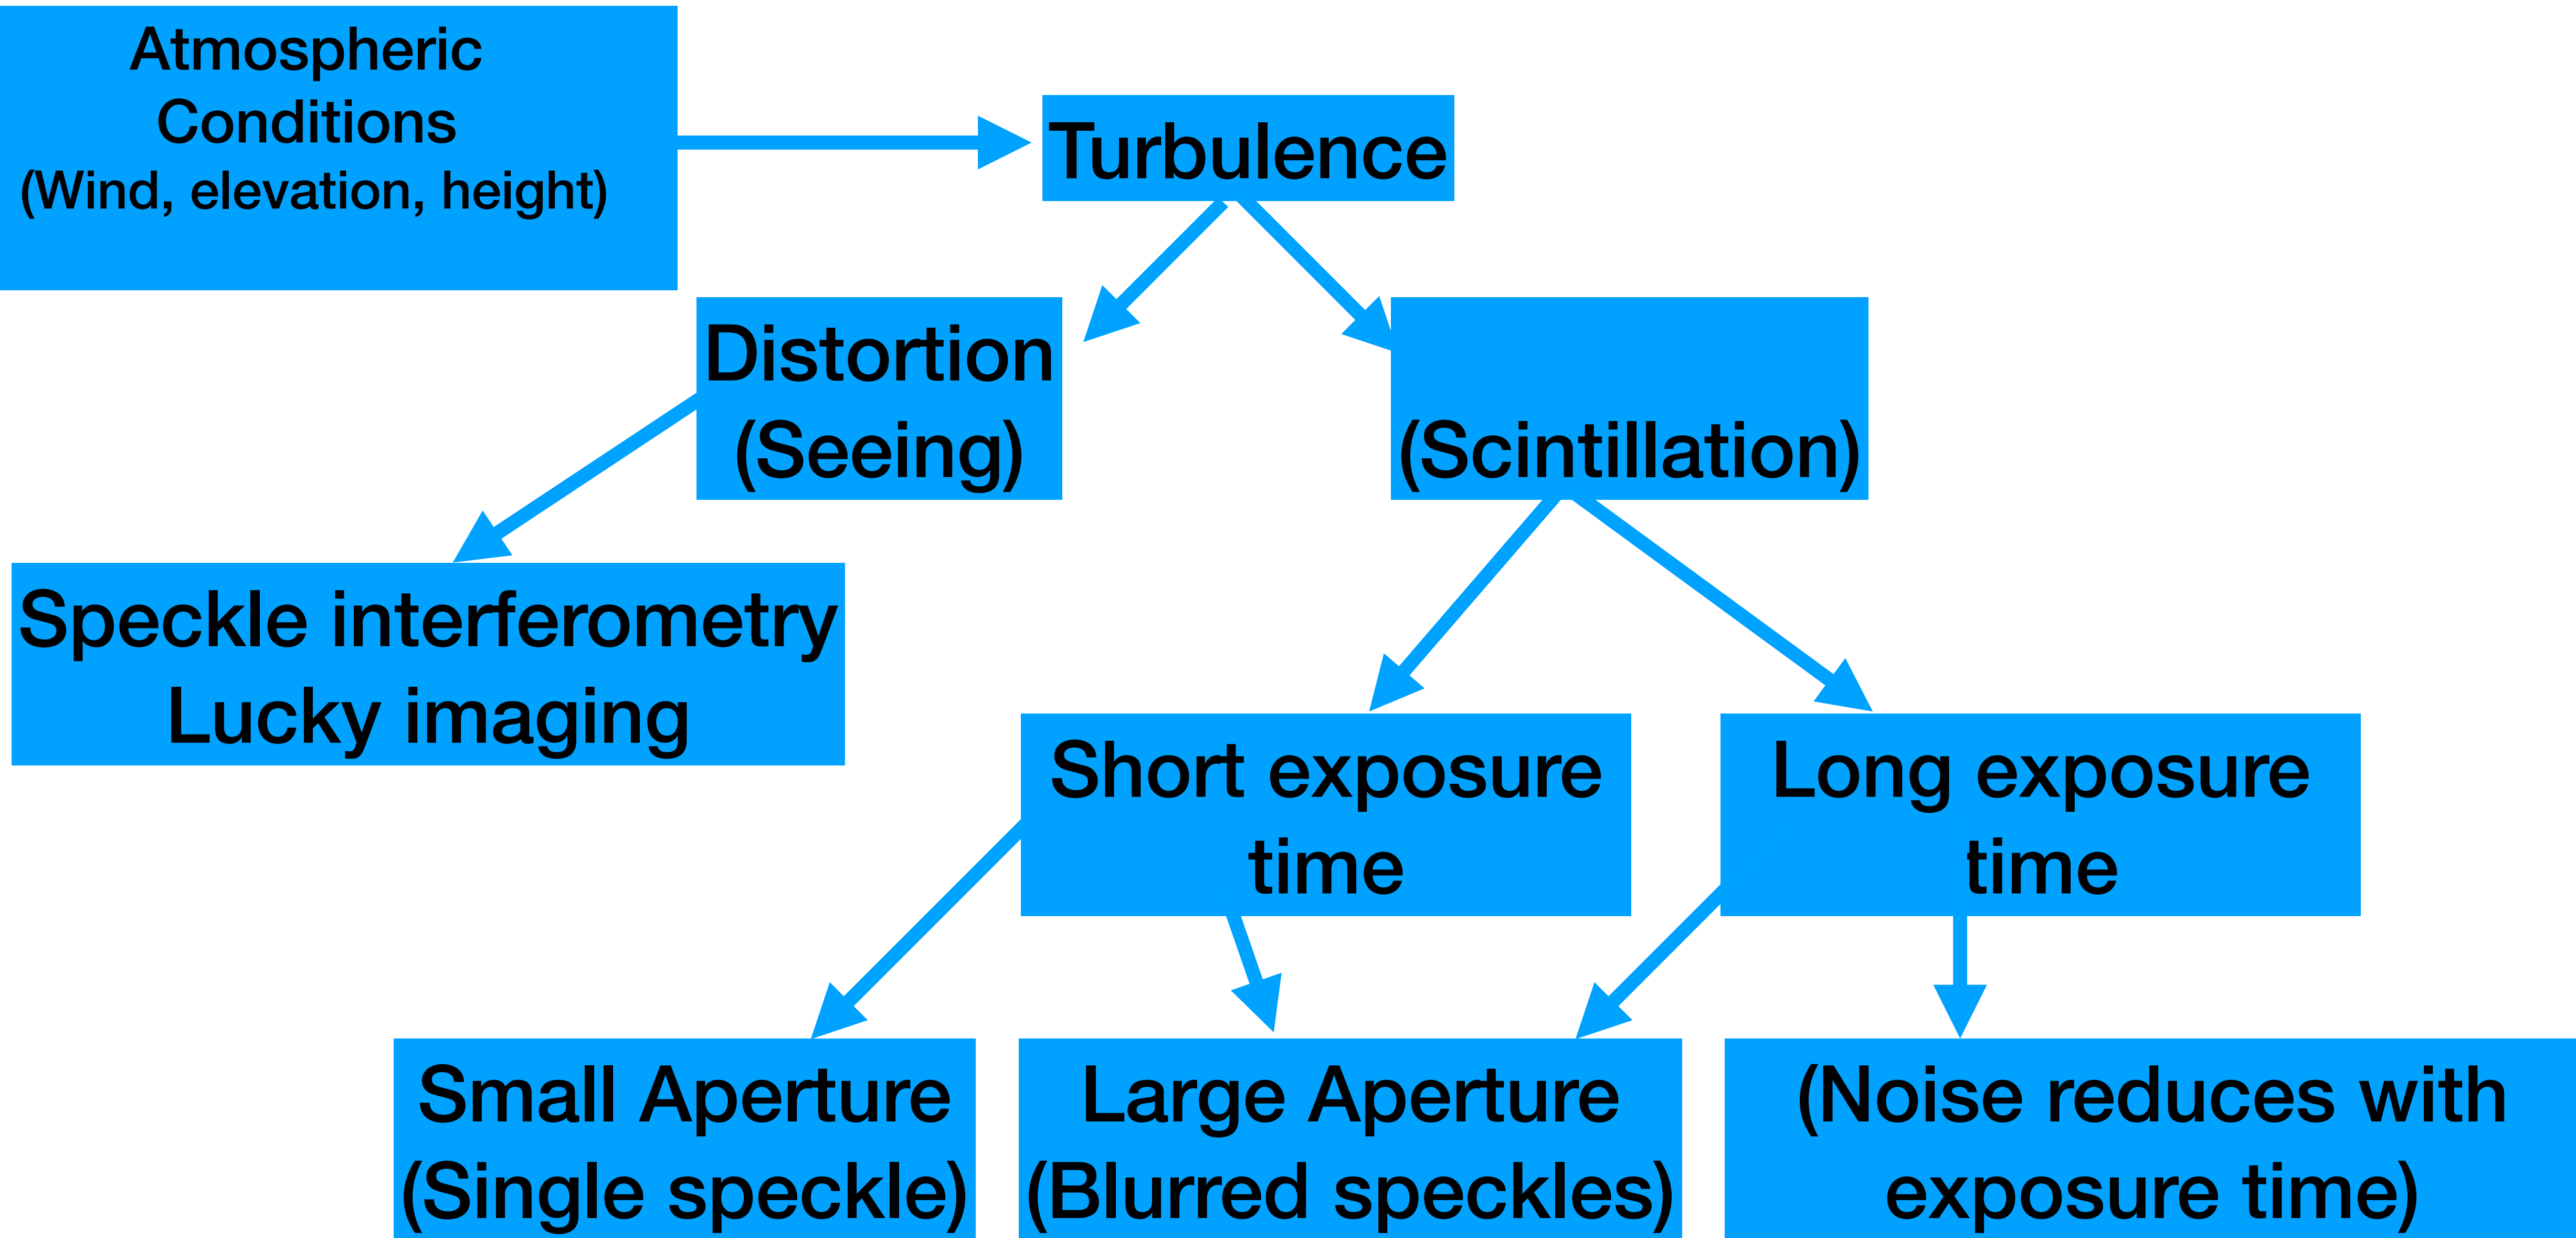 Atmospheric
Conditions
(Wind, elevation, height)
Turbulence
Distortion
(Seeing)
(Scintillation)
Speckle interferometry
Lucky imaging
Short exposure
time
Long exposure
time
Small Aperture
(Single speckle)
Large Aperture
(Blurred speckles)
(Noise reduces with
exposure time)